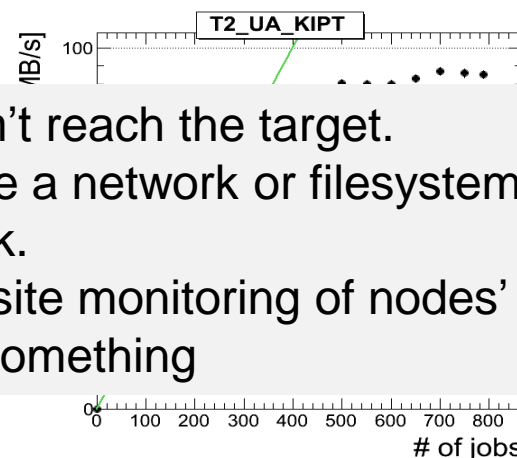 T2_UA_KIPT
100
MB/s]
n't reach the target.
e a network or filesystem
k.
site monitoring of nodes'
omething
0
0 100 200 300 400 500 600 700 800
# of jobs